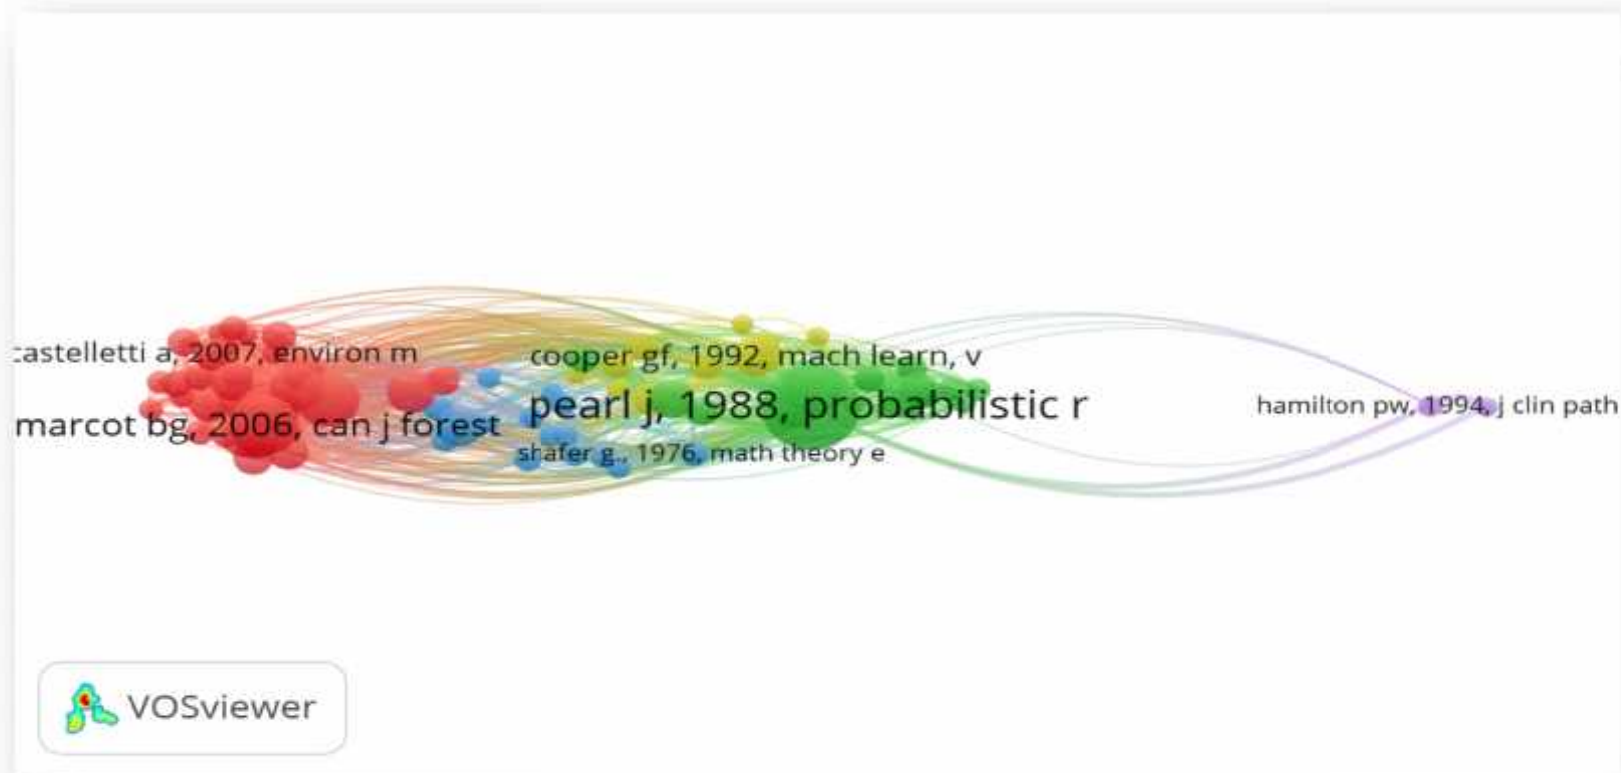 castelletti a, 2007, environ m
cooper gf, 1992, mach learn, v
marcot bg, 2006, can j forest
pearl j, 1988, probabilistic r
hamilton pw, 1994, j clin path
shafer g., 1976, math theory e
VOSviewer